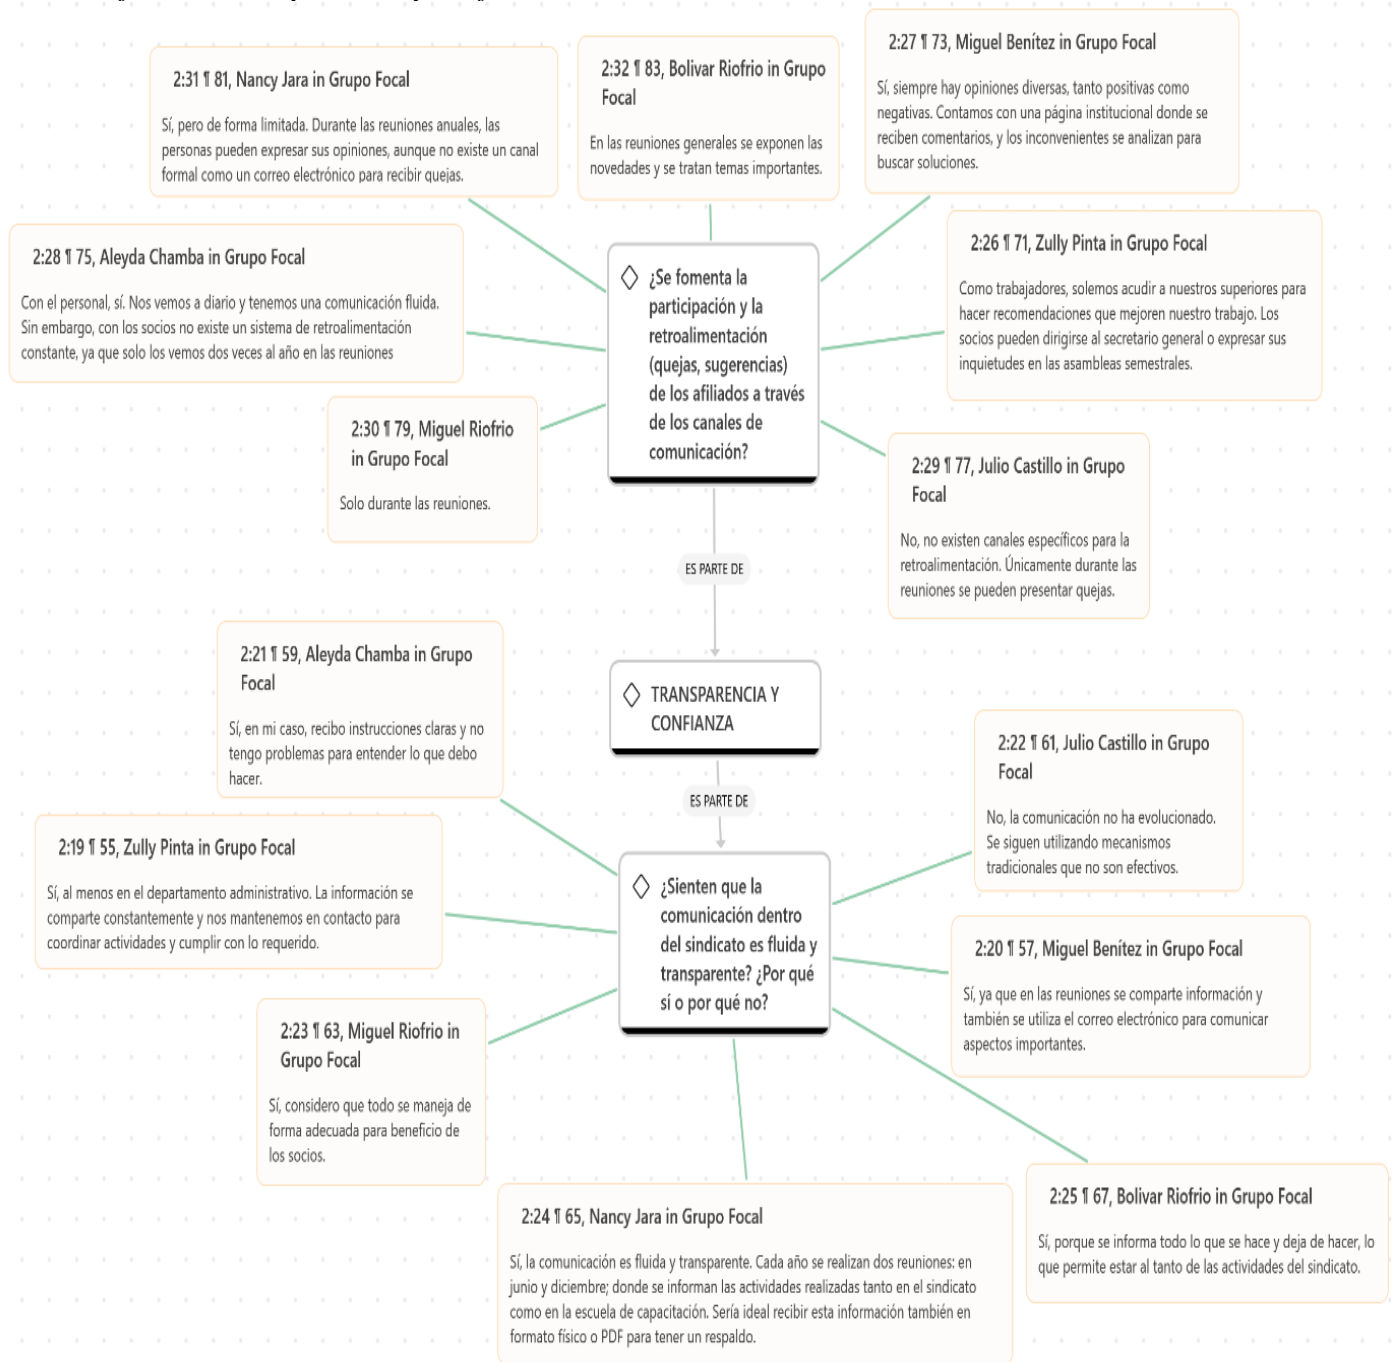 2:31 ¶ 81, Nancy Jara in Grupo Focal
Sí, pero de forma limitada. Durante las reuniones anuales, las
personas pueden expresar sus opiniones, aunque no existe un canal
formal como un correo electrónico para recibir quejas.
2:32 ¶ 83, Bolivar Riofrio in Grupo
Focal
En las reuniones generales se exponen las
novedades y se tratan temas importantes.
2:27 ¶ 73, Miguel Benítez in Grupo Focal
Sí, siempre hay opiniones diversas, tanto positivas como
negativas. Contamos con una página institucional donde se
reciben comentarios, y los inconvenientes se analizan para
buscar soluciones.
2:28 ¶ 75, Aleyda Chamba in Grupo Focal
Con el personal, sí. Nos vemos a diario y tenemos una comunicación fluida.
Sin embargo, con los socios no existe un sistema de retroalimentación
constante, ya que solo los vemos dos veces al año en las reuniones
¿Se fomenta la
participación y la
retroalimentación
(quejas, sugerencias)
de los afiliados a través
de los canales de
comunicación?
2:26 ¶ 71, Zully Pinta in Grupo Focal
Como trabajadores, solemos acudir a nuestros superiores para
hacer recomendaciones que mejoren nuestro trabajo. Los
socios pueden dirigirse al secretario general o expresar sus
inquietudes en las asambleas semestrales.
2:30 ¶ 79, Miguel Riofrio
in Grupo Focal
Solo durante las reuniones.
2:29 ¶ 77, Julio Castillo in Grupo
Focal
No, no existen canales específicos para la
retroalimentación. Únicamente durante las
reuniones se pueden presentar quejas.
ES PARTE DE
2:21 ¶ 59, Aleyda Chamba in Grupo
Focal
Sí, en mi caso, recibo instrucciones claras y no
tengo problemas para entender lo que debo
hacer.
TRANSPARENCIA Y
CONFIANZA
2:22 ¶ 61, Julio Castillo in Grupo
Focal
No, la comunicación no ha evolucionado.
Se siguen utilizando mecanismos
tradicionales que no son efectivos.
ES PARTE DE
2:19 ¶ 55, Zully Pinta in Grupo Focal
Sí, al menos en el departamento administrativo. La información se
comparte constantemente y nos mantenemos en contacto para
coordinar actividades y cumplir con lo requerido.
¿Sienten que la
comunicación dentro
del sindicato es fluida y
transparente? ¿Por qué
sí o por qué no?
2:20 ¶ 57, Miguel Benítez in Grupo Focal
Sí, ya que en las reuniones se comparte información y
también se utiliza el correo electrónico para comunicar
aspectos importantes.
2:23 ¶ 63, Miguel Riofrio in
Grupo Focal
Sí, considero que todo se maneja de
forma adecuada para beneficio de
los socios.
2:24 ¶ 65, Nancy Jara in Grupo Focal
Sí, la comunicación es fluida y transparente. Cada año se realizan dos reuniones: en
junio y diciembre; donde se informan las actividades realizadas tanto en el sindicato
como en la escuela de capacitación. Sería ideal recibir esta información también en
formato físico o PDF para tener un respaldo.
2:25 ¶ 67, Bolivar Riofrio in Grupo Focal
Sí, porque se informa todo lo que se hace y deja de hacer, lo
que permite estar al tanto de las actividades del sindicato.